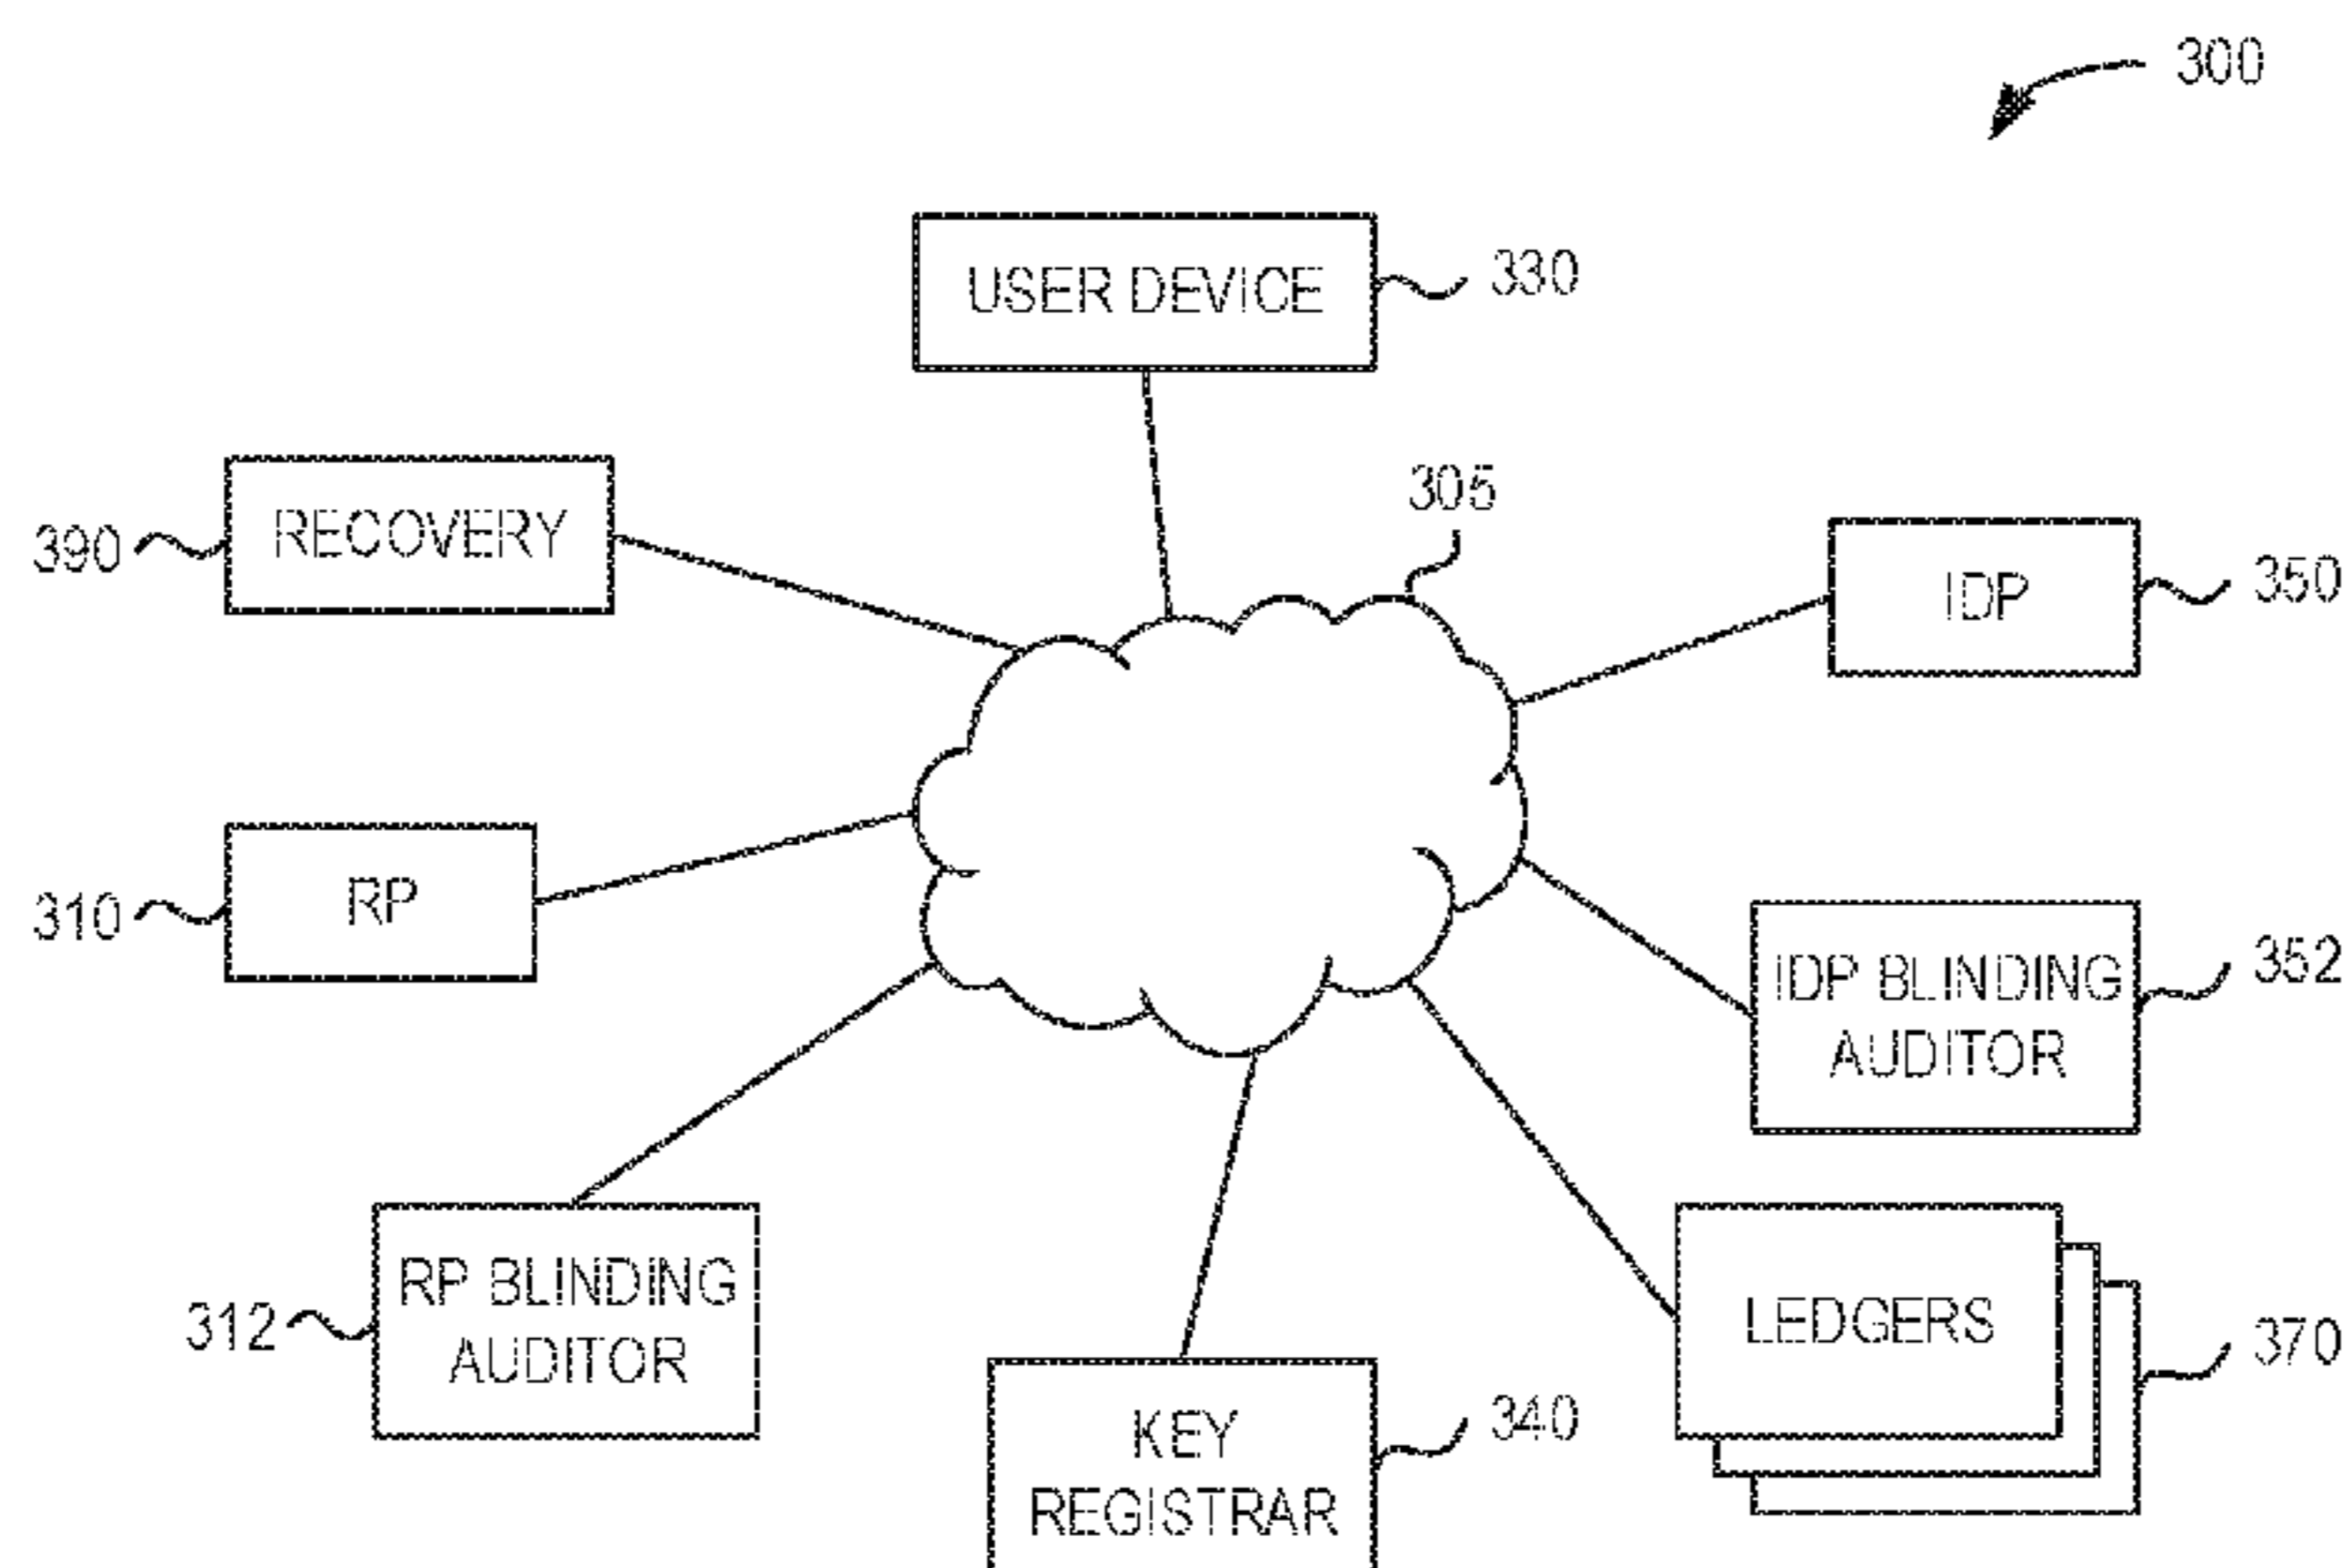 300
USER DEVICE
330
305
RECOVERY
390
IDP
350
RP
310
IDP BLINDING
AUDITOR
352
RP BLINDING
AUDITOR
312
LEDGERS
370
KEY
REGISTRAR
340